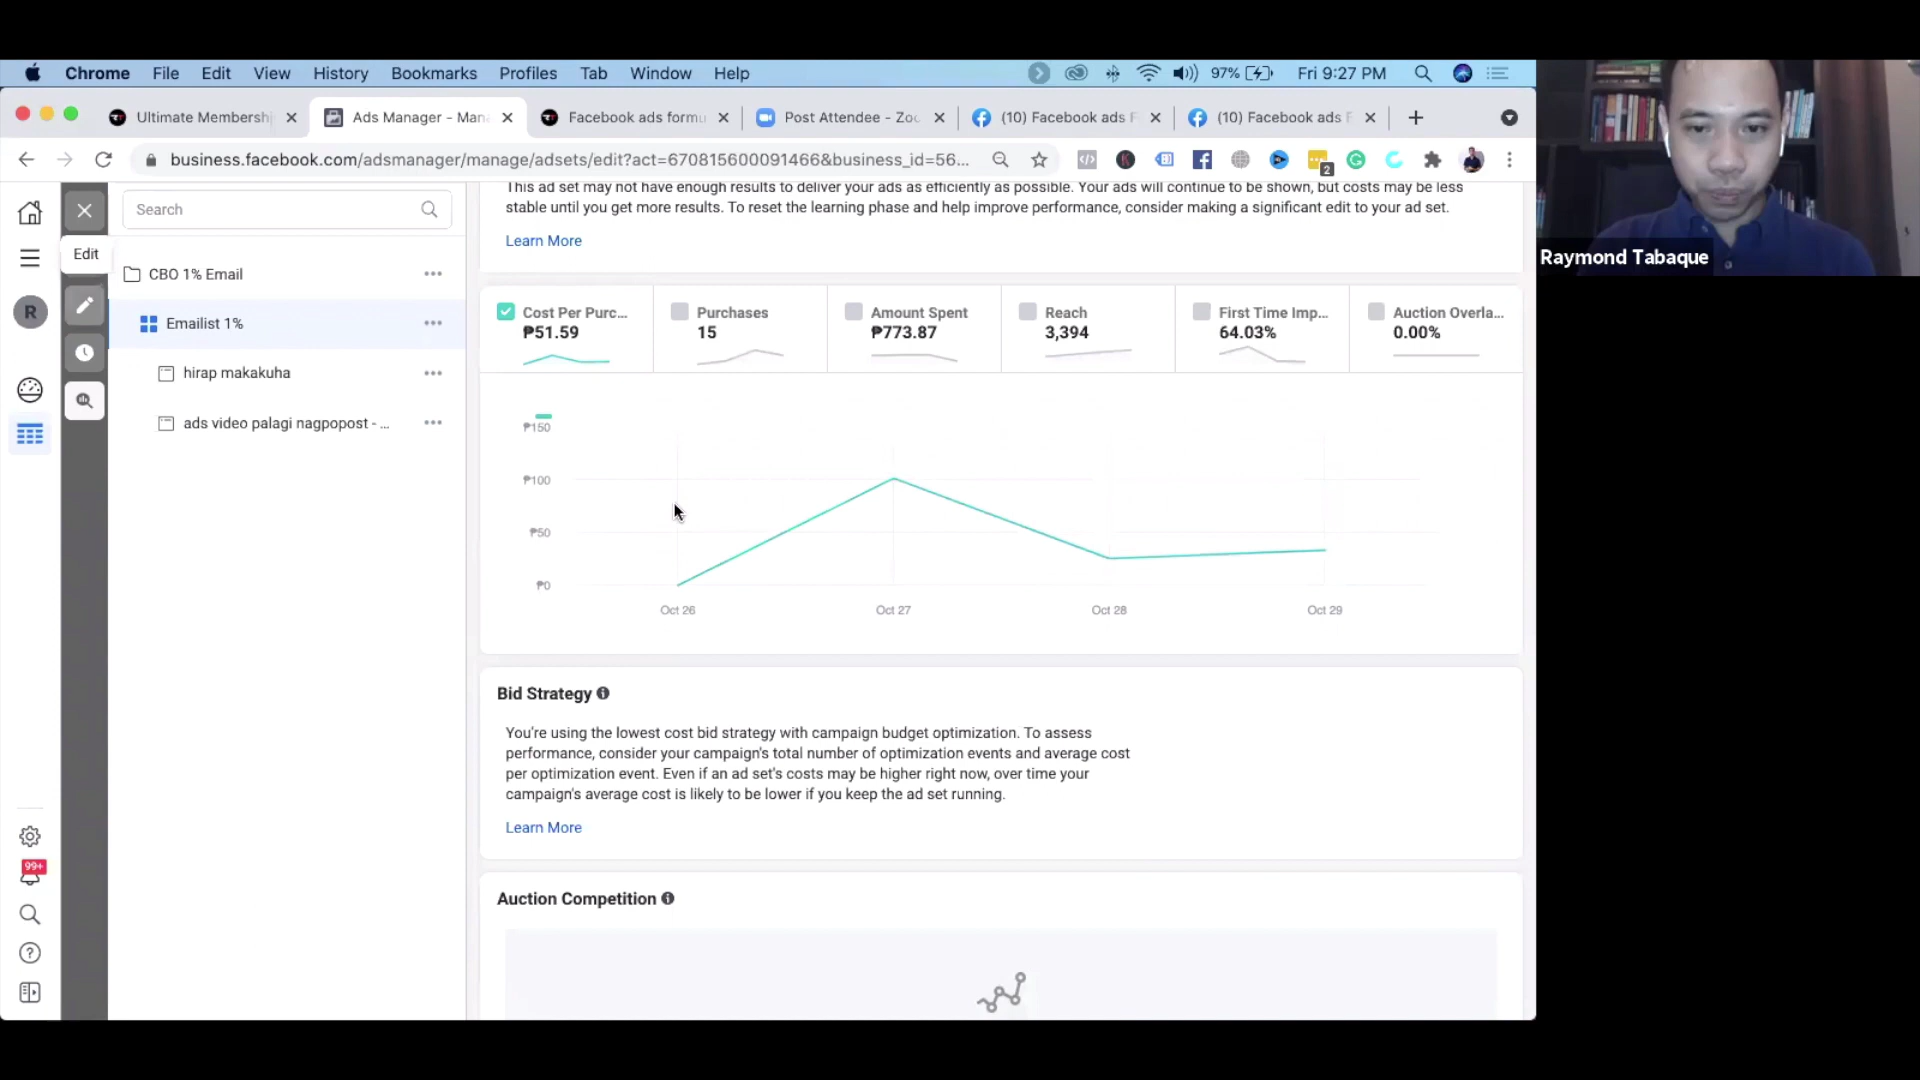 Chrome File Edit View History Bookmarks Profiles Tab Window Help 97% Fri 9:27 PM
Ultimate Membersh
Ads Manager - Man
Facebook ads formu
Post Attendee - Zoo
(10) Facebook ads F
(10) Facebook ads F
business.facebook.com/adsmanager/manage/adsets/edit?act=670815600091466&business_id=56...
2
Search
Edit
R
99+
CBO 1% Email
Emailist 1%
hirap makakuha
ads video palagi nagpopost - ...
This ad set may not have enough results to deliver your ads as efficiently as possible. Your ads will continue to be shown, but costs may be less
stable until you get more results. To reset the learning phase and help improve performance, consider making a significant edit to your ad set.
Learn More
Cost Per Purc...
₱51.59
Purchases
15
Amount Spent
₱773.87
Reach
3,394
First Time Imp...
64.03%
Auction Overla...
0.00%
₱150
₱100
₱50
₱0
Oct 26
Oct 27
Oct 28
Oct 29
Bid Strategy
You're using the lowest cost bid strategy with campaign budget optimization. To assess
performance, consider your campaign's total number of optimization events and average cost
per optimization event. Even if an ad set's costs may be higher right now, over time your
campaign's average cost is likely to be lower if you keep the ad set running.
Learn More
Auction Competition
Raymond Tabaque